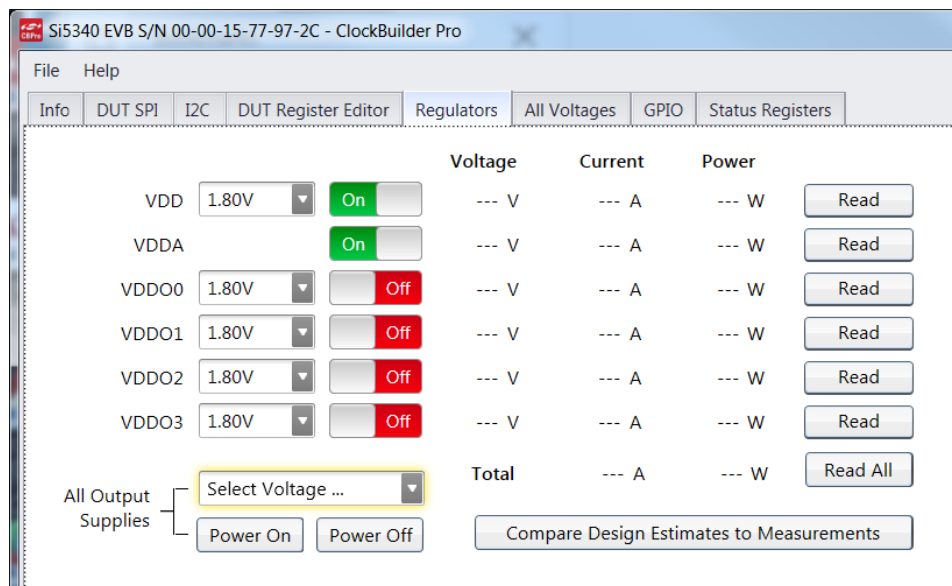 Si5340 EVB S/N 00-00-15-77-97-2C - ClockBuilder Pro
File Help
Info DUT SPI I2C DUT Register Editor Regulators All Voltages GPIO Status Registers
Voltage Current Power
VDD 1.80V On --- V --- A --- W Read
VDDA On --- V --- A --- W Read
VDDO0 1.80V Off --- V --- A --- W Read
VDDO1 1.80V Off --- V --- A --- W Read
VDDO2 1.80V Off --- V --- A --- W Read
VDDO3 1.80V Off --- V --- A --- W Read
Total --- A --- W Read All
All Output Supplies
Select Voltage ...
Power On Power Off
Compare Design Estimates to Measurements
CBPro